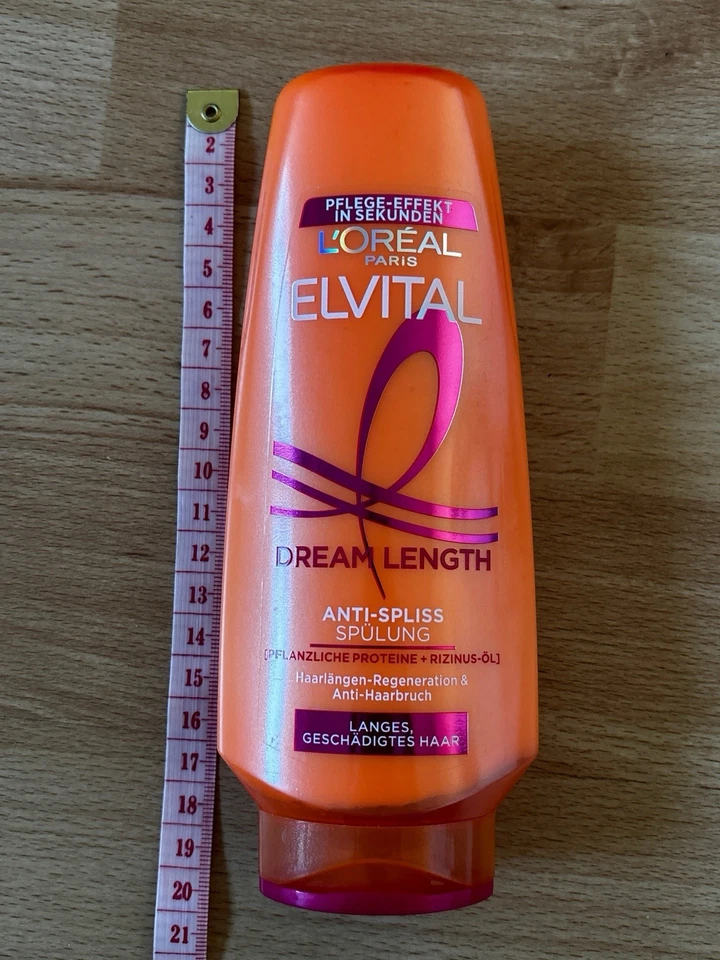 2
3
4
5
6
7
8
9
10
11
12
13
14
15
16
17
18
19
20
21
PFLEGE-EFFEKT
IN SEKUNDEN
L'ORÉAL
PARIS
ELVITAL
DREAM LENGTH
ANTI-SPLISS
SPÜLUNG
[PFLANZLICHE PROTEINE + RIZINUS-ÖL]
Haarlängen-Regeneration &
Anti-Haarbruch
LANGES,
GESCHÄDIGTES HAAR